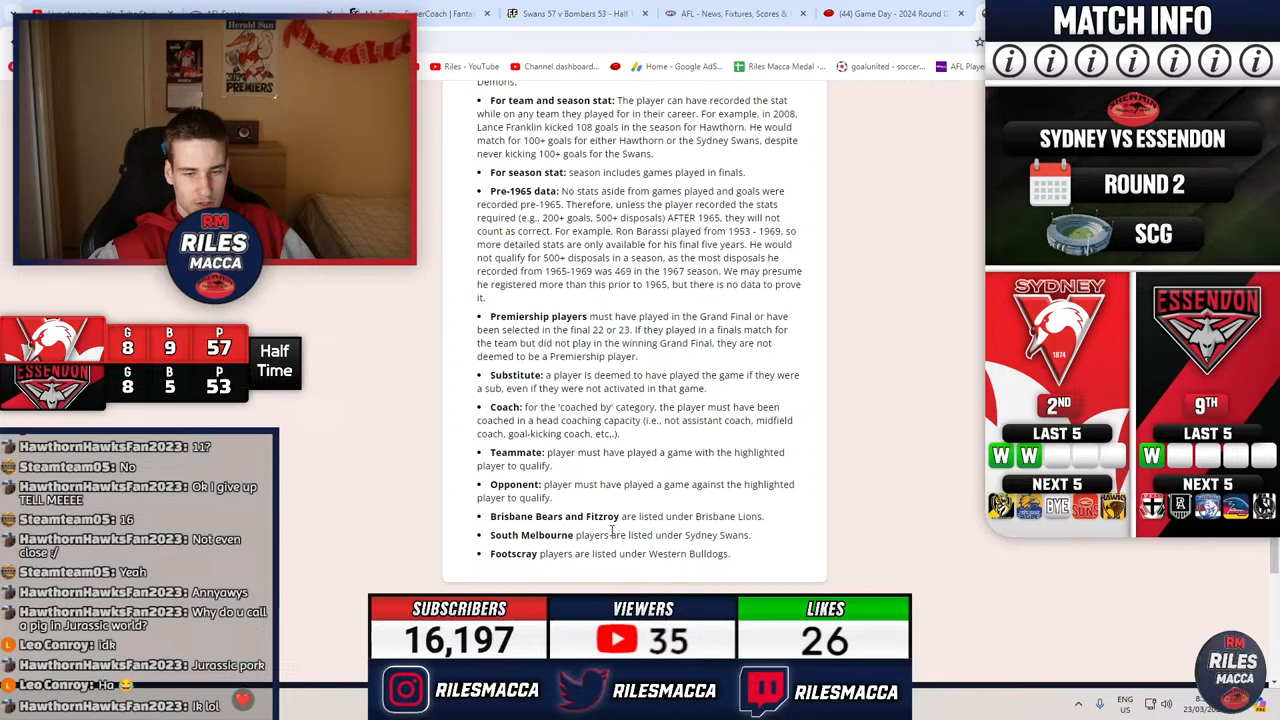 Swans 57 v Bombers 53 - Half
AFL - News, Fixtures, Scores &
(44) Game Day - 2024 Round
Riles - YouTube
Channel dashboard...
Home - Google AdS...
Riles Macca Medal -...
goalunited - soccer...
AFL Player
Herald Sun
PREMIERS
RM
RILES
MACCA
Demons.
• For team and season stat: The player can have recorded the stat
while on any team they played for in their career. For example, in 2008,
Lance Franklin kicked 108 goals in the season for Hawthorn. He would
match for 100+ goals for either Hawthorn or the Sydney Swans, despite
never kicking 100+ goals for the Swans.
• For season stat: season includes games played in finals.
• Pre-1965 data: No stats aside from games played and goals were
recorded pre-1965. Therefore, unless the player recorded the stats
required (e.g., 200+ goals, 500+ disposals) AFTER 1965, they will not
count as correct. For example, Ron Barassi played from 1953 - 1969, so
more detailed stats are only available for his final five years. He would
not qualify for 500+ disposals in a season, as the most disposals he
recorded from 1965-1969 was 469 in the 1967 season. We may presume
he registered more than this prior to 1965, but there is no data to prove
it.
• Premiership players must have played in the Grand Final or have
been selected in the final 22 or 23. If they played in a finals match for
the team but did not play in the winning Grand Final, they are not
deemed to be a Premiership player.
• Substitute: a player is deemed to have played the game if they were
a sub, even if they were not activated in that game.
• Coach: for the 'coached by' category, the player must have been
coached in a head coaching capacity (i.e., not assistant coach, midfield
coach, goal-kicking coach, etc..).
• Teammate: player must have played a game with the highlighted
player to qualify.
• Opponent: player must have played a game against the highlighted
player to qualify.
• Brisbane Bears and Fitzroy are listed under Brisbane Lions.
• South Melbourne players are listed under Sydney Swans.
• Footscray players are listed under Western Bulldogs.
G B P
8 9 57
ESSENDON
G B P
8 5 53
Half
Time
HawthornHawksFan2023: 11?
Steamteam05: No
HawthornHawksFan2023: Ok I give up
TELL MEEEE
Steamteam05: 16
HawthornHawksFan2023: Not even
close :/
Steamteam05: Yeah
HawthornHawksFan2023: Annyawys
HawthornHawksFan2023: Why do u call
a pig in Jurassic world?
Leo Conroy: idk
HawthornHawksFan2023: Jurassic pork
Leo Conroy: Ha 😂
HawthornHawksFan2023: Ik lol
MATCH INFO
SHERRIN
SYDNEY VS ESSENDON
ROUND 2
SCG
SYDNEY
1874
ESSENDON
2ND
9TH
LAST 5
LAST 5
W W
W
NEXT 5
NEXT 5
BYE
SUNS
SUBSCRIBERS
16,197
VIEWERS
35
LIKES
26
RILESMACCA
RILESMACCA
RILESMACCA
RM
RILES
MACCA
ENG